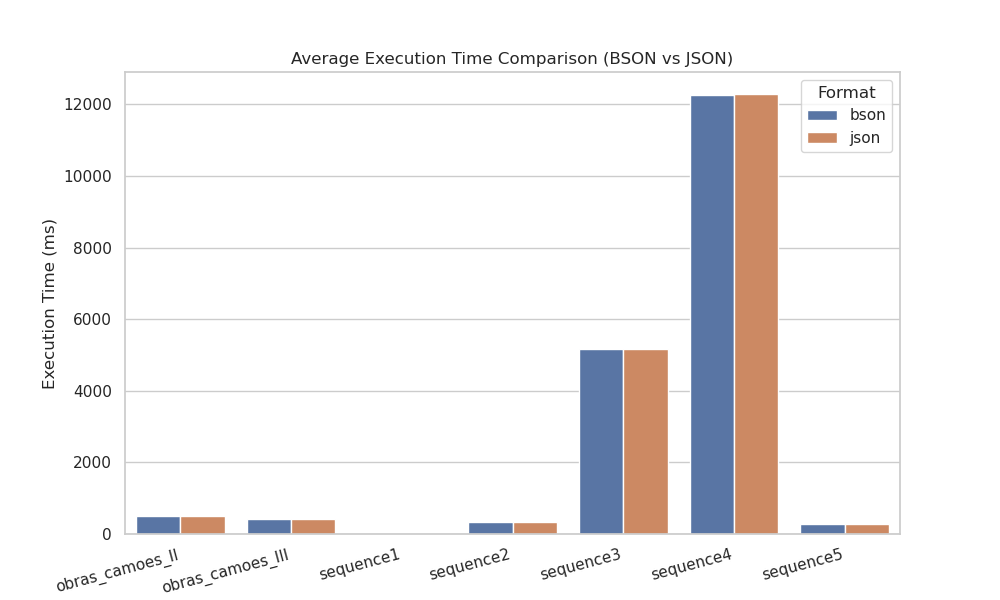 Average Execution Time Comparison (BSON vs JSON)
Format
bson
json
Execution Time (ms)
12000
10000
8000
6000
4000
2000
0
obras_camoes_II
obras_camoes_III
sequence1
sequence2
sequence3
sequence4
sequence5